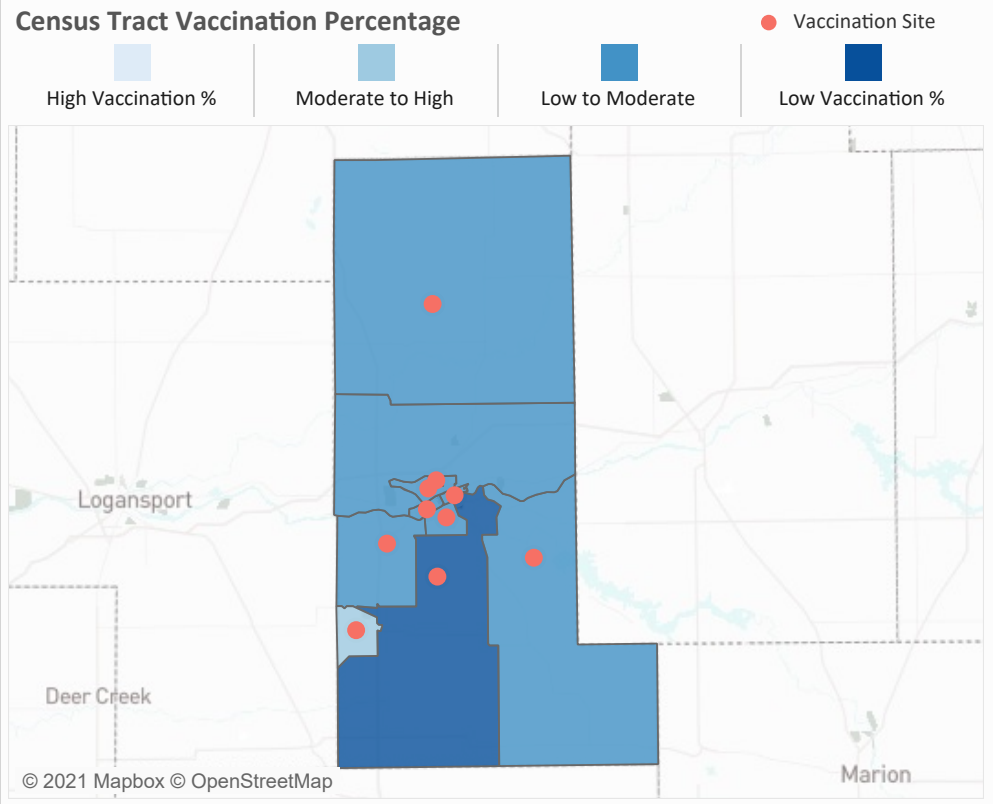 Census Tract Vaccination Percentage
Vaccination Site
High Vaccination %
Moderate to High
Low to Moderate
Low Vaccination %
Logansport
Deer Creek
Marion
© 2021 Mapbox © OpenStreetMap